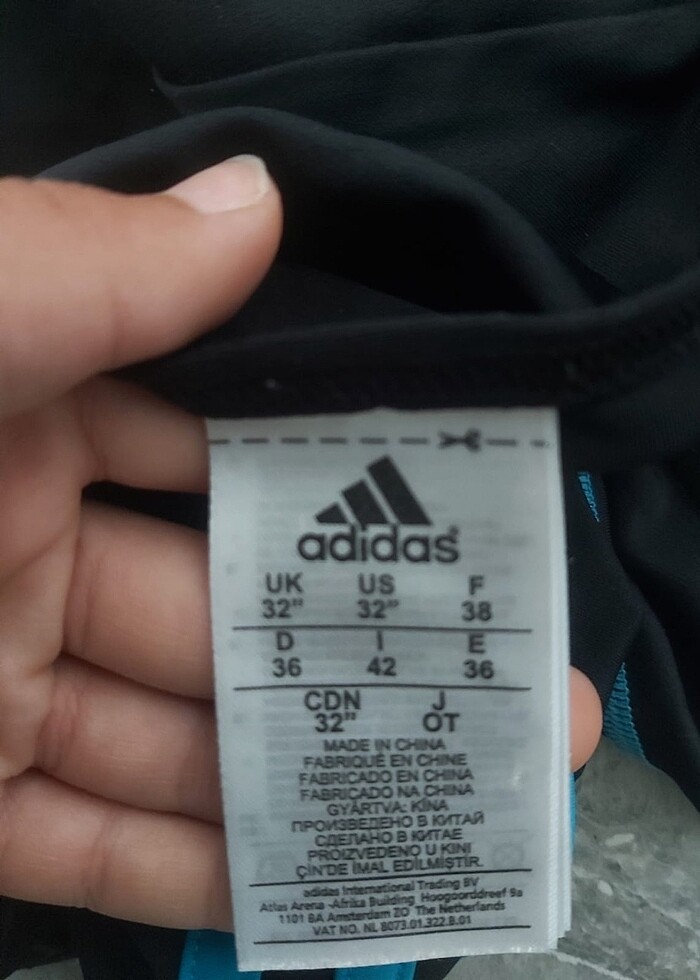 adidas®
UK US F
32" 32" 38
D I E
36 42 36
CDN J
32" OT
MADE IN CHINA
FABRIQUÉ EN CHINE
FABRICADO EN CHINA
FABRICADO NA CHINA
GYÁRTVA: KÍNA
ПРОИЗВЕДЕНО В КИТАЙ
СДЕЛАНО В КИТАЕ
PROIZVEDENO U KINI
ÇİN'DE İMAL EDİLMİŞTİR.
adidas International Trading BV
Atlas Arena -Afrika Building Hoogoorddreef 9a
1101 BA Amsterdam ZO The Netherlands
VAT NO. NL 8073.01.322.B.01